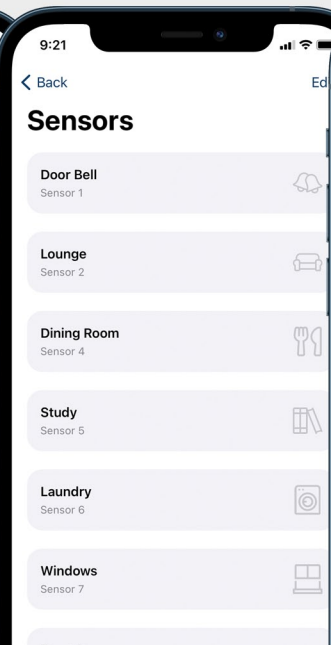 9:21
Back
Ed
Sensors
Door Bell
Sensor 1
Lounge
Sensor 2
Dining Room
Sensor 4
Study
Sensor 5
Laundry
Sensor 6
Windows
Sensor 7